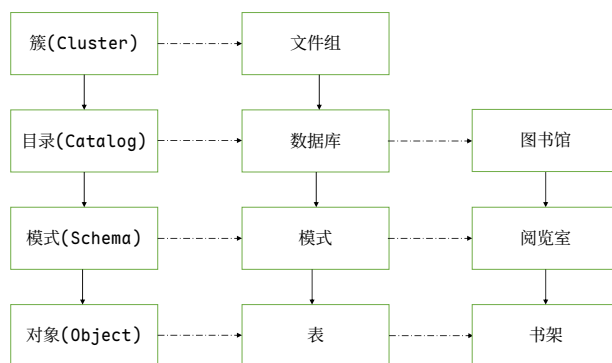 簇(Cluster)
文件组
目录(Catalog)
数据库
图书馆
模式(Schema)
模式
阅览室
对象(Object)
表
书架